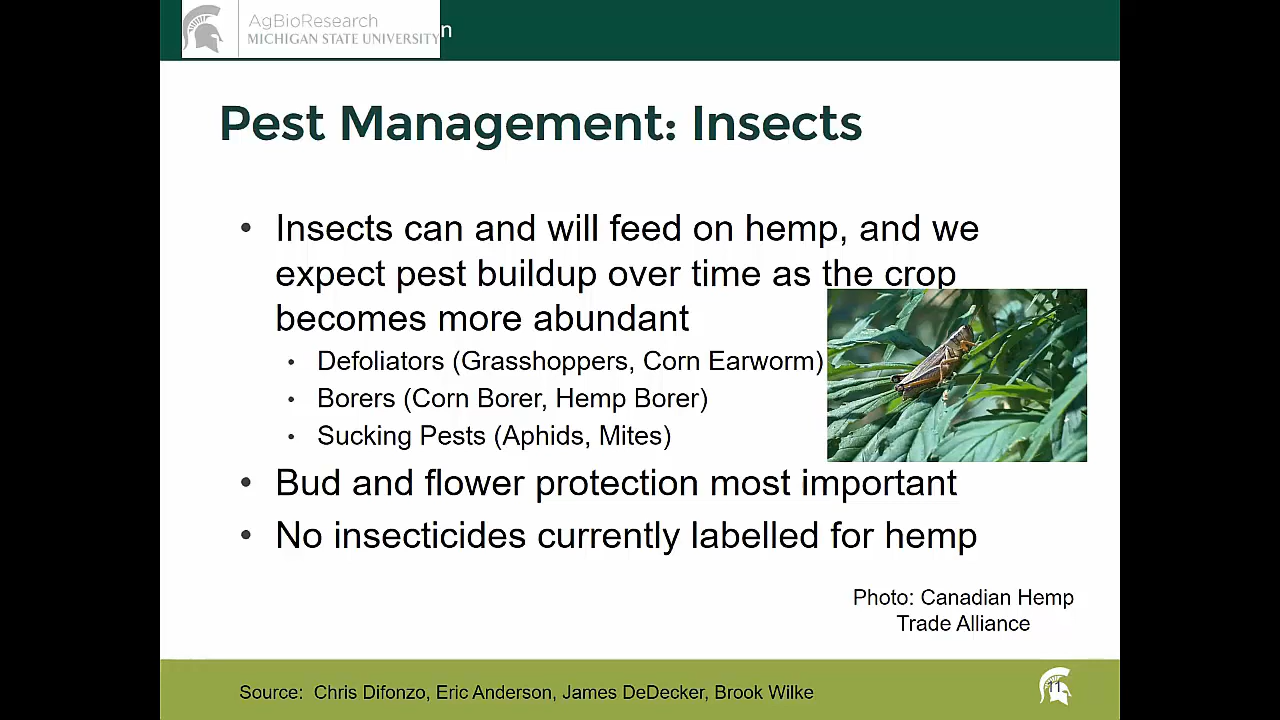 AgBioResearch
MICHIGAN STATE UNIVERSITY
Pest Management: Insects
• Insects can and will feed on hemp, and we
expect pest buildup over time as the crop
becomes more abundant
• Defoliators (Grasshoppers, Corn Earworm)
• Borers (Corn Borer, Hemp Borer)
• Sucking Pests (Aphids, Mites)
• Bud and flower protection most important
• No insecticides currently labelled for hemp
Photo: Canadian Hemp
Trade Alliance
Source: Chris Difonzo, Eric Anderson, James DeDecker, Brook Wilke
11